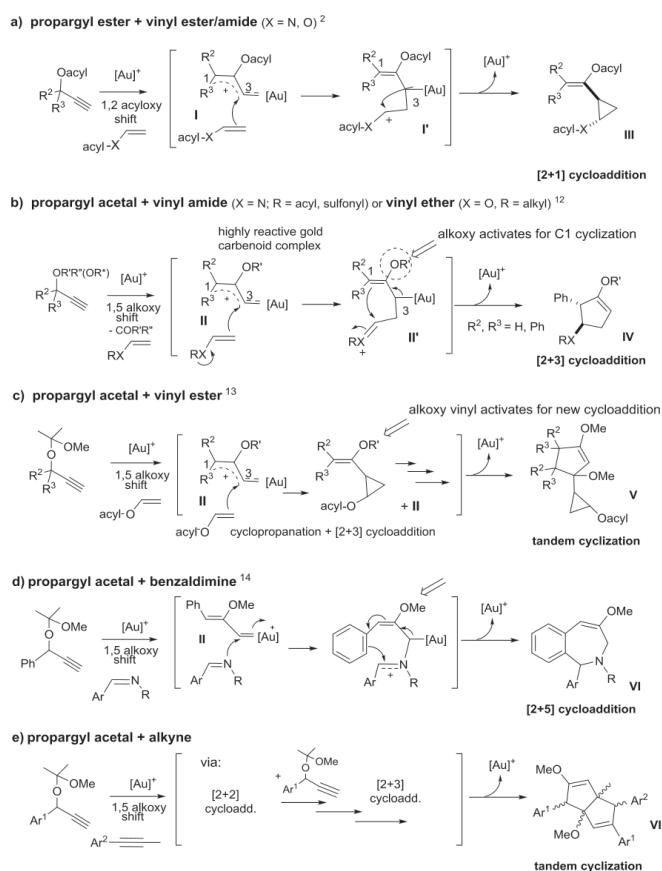 a) propargyl ester + vinyl ester/amide (X = N, O) 2
Oacyl
R2
R3
[Au]+
1,2 acyloxy
shift
acyl-X
R2
Oacyl
1
R3
+
3
[Au]
I
acyl-X
R2
Oacyl
1
R3
[Au]
3
acyl-X
+
I'
[Au]+
R2
Oacyl
R3
acyl-X
III
[2+1] cycloaddition
b) propargyl acetal + vinyl amide (X = N; R = acyl, sulfonyl) or vinyl ether (X = O, R = alkyl) 12
highly reactive gold
carbenoid complex
alkoxy activates for C1 cyclization
OR'R"(OR*)
R2
R3
[Au]+
1,5 alkoxy
shift
- COR'R"
RX
R2
OR'
1
R3
+
3
[Au]
II
RX
R2
OR'
1
R3
[Au]
3
RX
+
II'
[Au]+
R2, R3 = H, Ph
OR'
Ph
RX
IV
[2+3] cycloaddition
c) propargyl acetal + vinyl ester 13
alkoxy vinyl activates for new cycloaddition
OMe
O
R2
R3
[Au]+
1,5 alkoxy
shift
acyl-O
R2
OR'
1
R3
+
3
[Au]
II
acyl-O
R2
OR'
R3
acyl-O
+ II
cyclopropanation + [2+3] cycloaddition
[Au]+
R2
OMe
R3
R2
R3
OMe
V
Oacyl
tandem cyclization
d) propargyl acetal + benzaldimine 14
OMe
O
Ph
[Au]+
1,5 alkoxy
shift
Ar
N
R
Ph
OMe
II
+
[Au]
Ar
N
R
OMe
[Au]
N
Ar
+
R
[Au]+
OMe
N
R
Ar
VI
[2+5] cycloaddition
e) propargyl acetal + alkyne
OMe
O
Ar1
[Au]+
1,5 alkoxy
shift
Ar2
via:
[2+2]
cycloadd.
+
OMe
O
Ar1
[2+3]
cycloadd.
[Au]+
MeO
Ar1
Ar2
MeO
Ar1
VI
tandem cyclization